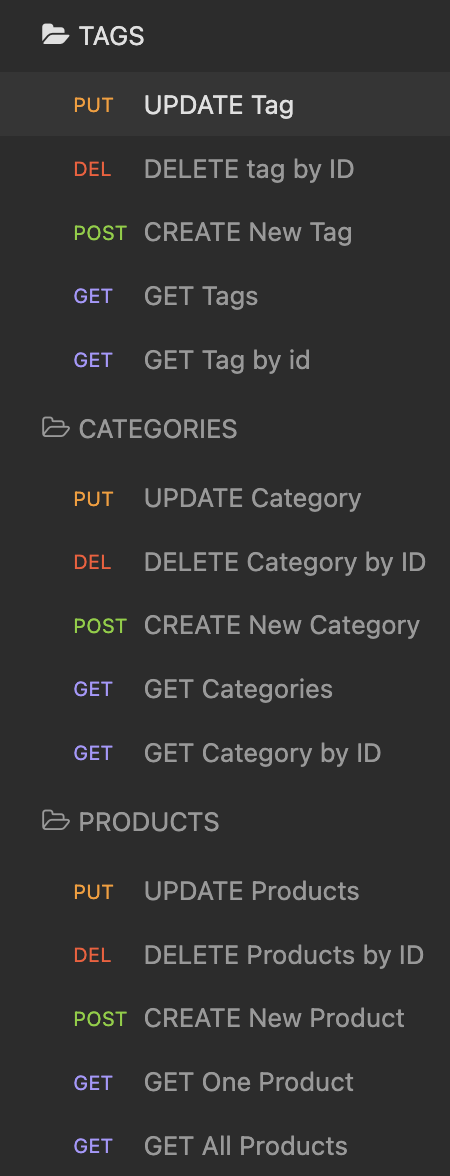 TAGS
PUT UPDATE Tag
DEL DELETE tag by ID
POST CREATE New Tag
GET GET Tags
GET GET Tag by id
CATEGORIES
PUT UPDATE Category
DEL DELETE Category by ID
POST CREATE New Category
GET GET Categories
GET GET Category by ID
PRODUCTS
PUT UPDATE Products
DEL DELETE Products by ID
POST CREATE New Product
GET GET One Product
GET GET All Products